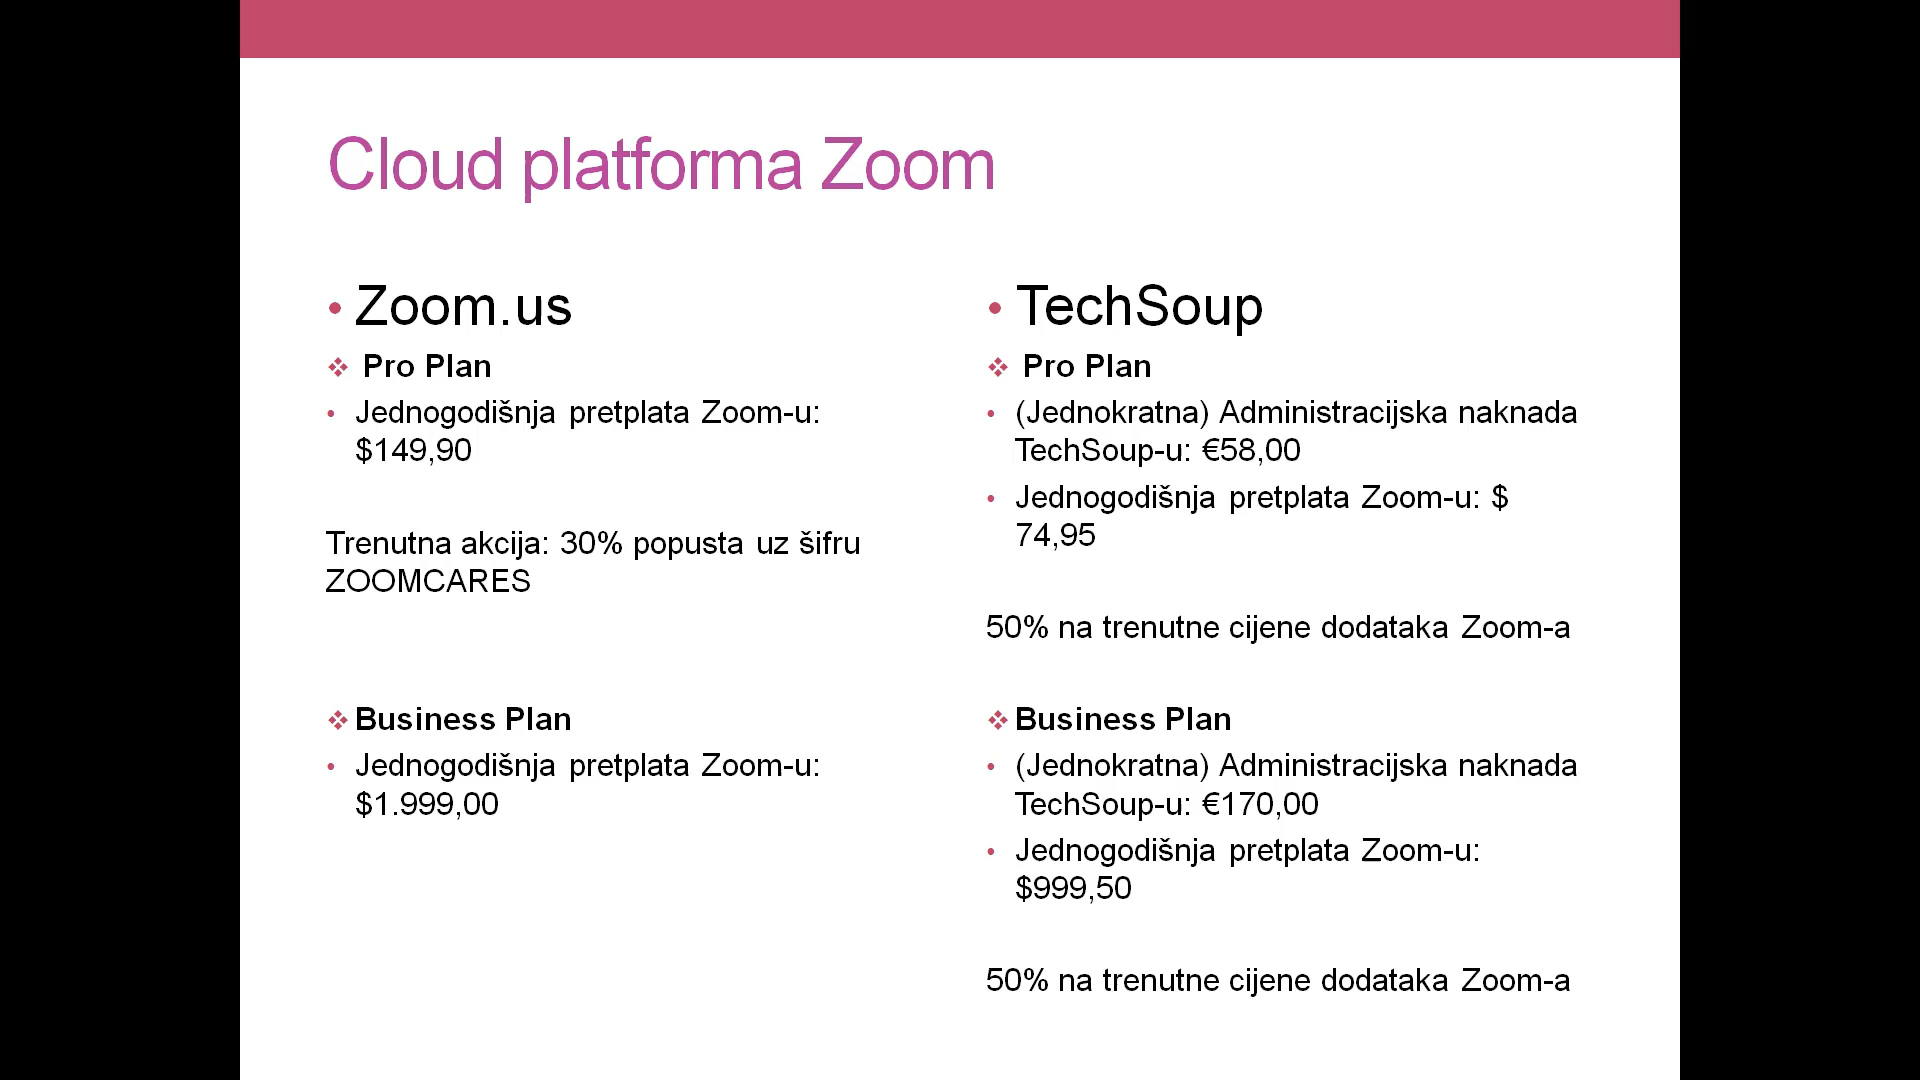 Cloud platforma Zoom
• Zoom.us
❖ Pro Plan
• Jednogodišnja pretplata Zoom-u:
$149,90
Trenutna akcija: 30% popusta uz šifru
ZOOMCARES
❖ Business Plan
• Jednogodišnja pretplata Zoom-u:
$1.999,00
• TechSoup
❖ Pro Plan
• (Jednokratna) Administracijska naknada
TechSoup-u: €58,00
• Jednogodišnja pretplata Zoom-u: $
74,95
50% na trenutne cijene dodataka Zoom-a
❖ Business Plan
• (Jednokratna) Administracijska naknada
TechSoup-u: €170,00
• Jednogodišnja pretplata Zoom-u:
$999,50
50% na trenutne cijene dodataka Zoom-a